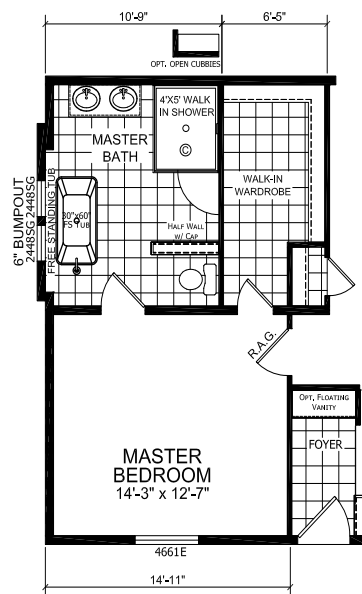 10'-9"
6'-5"
OPT. OPEN CUBBIES
4'X5' WALK
IN SHOWER
MASTER
BATH
WALK-IN
WARDROBE
6" BUMPOUT
2448SG 2448SG
FREE STANDING TUB
30"x60"
FS TUB
C
HALF WALL
W/ CAP
R.A.G.
OPT. FLOATING
VANITY
FOYER
MASTER
BEDROOM
14'-3" x 12'-7"
4661E
14'-11"